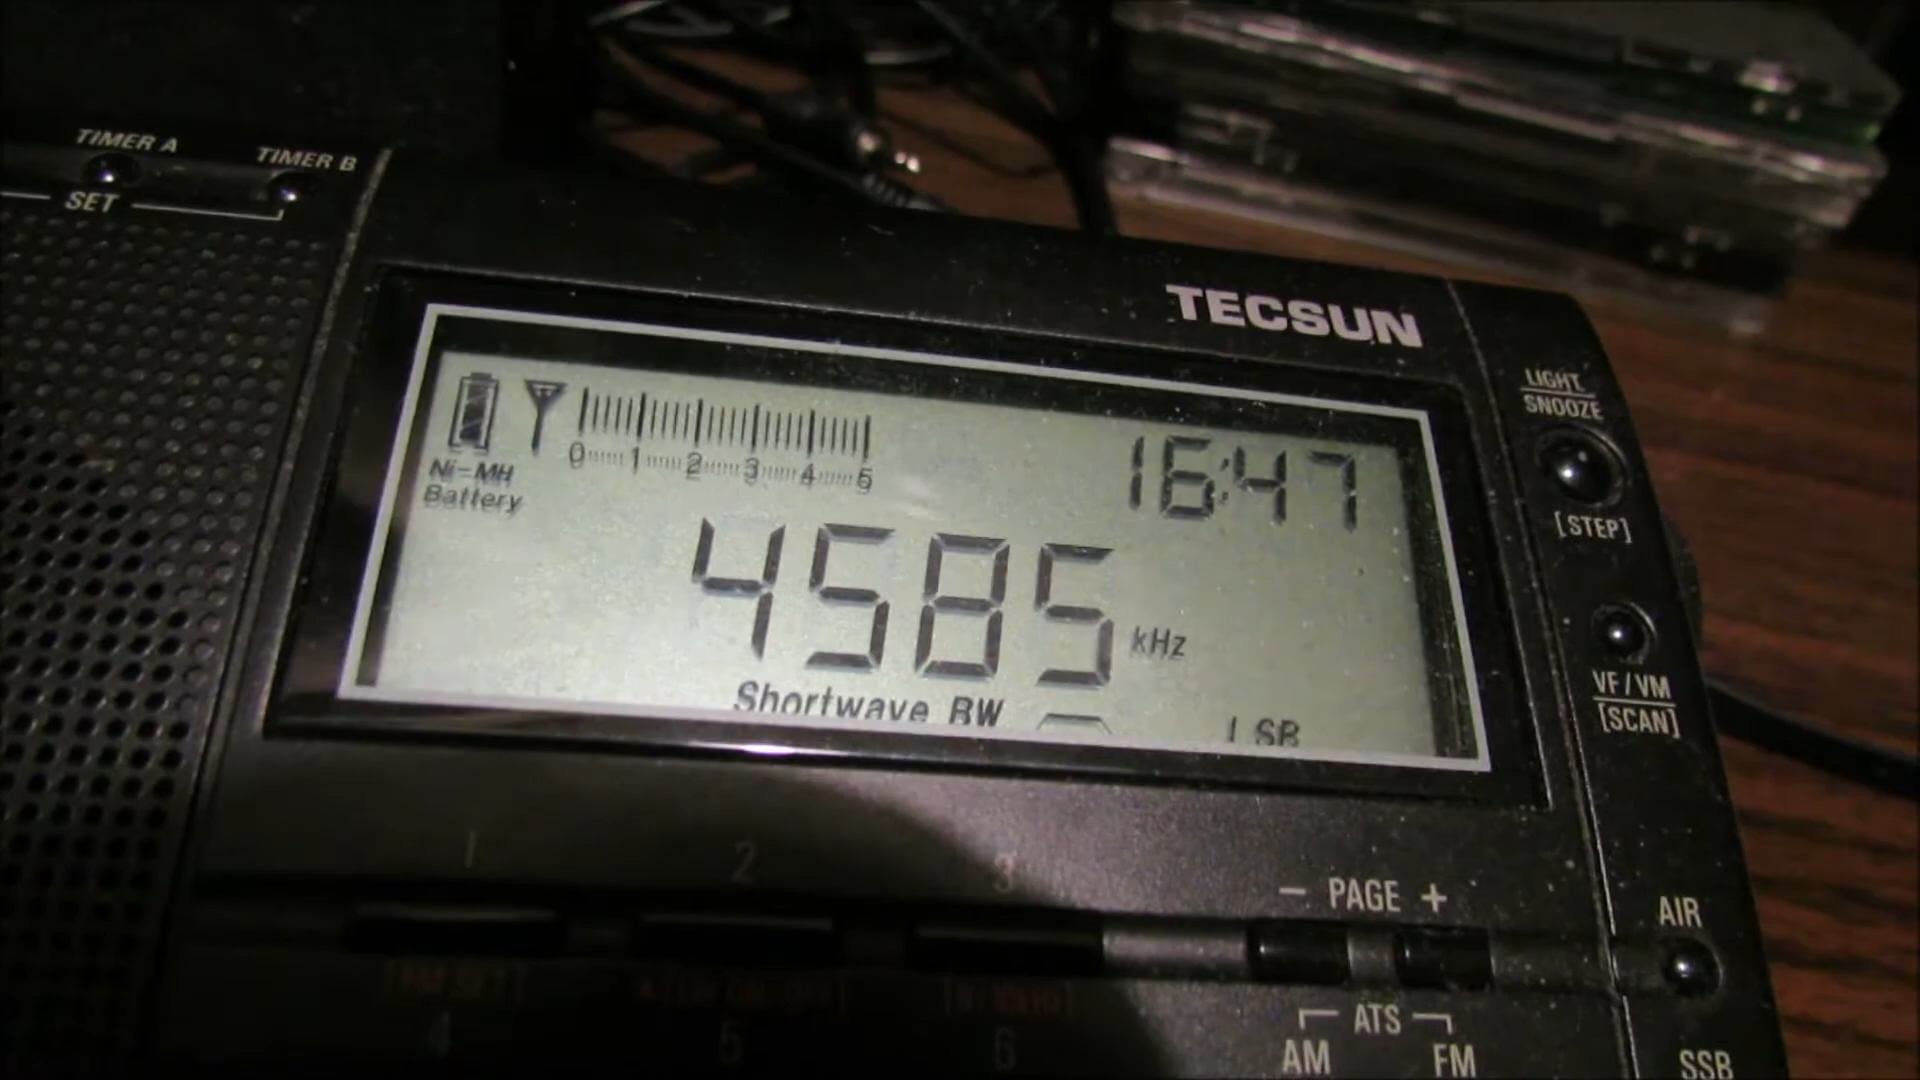 TIMER A
TIMER B
SET
TECSUN
LIGHT
SNOOZE
[STEP]
0 1 2 3 4 5
16:47
Ni-MH
Battery
4585 kHz
Shortwave BW
LSB
VF/VM
[SCAN]
1 2 3
- PAGE +
AIR
4 5 6
ATS
AM FM
SSB